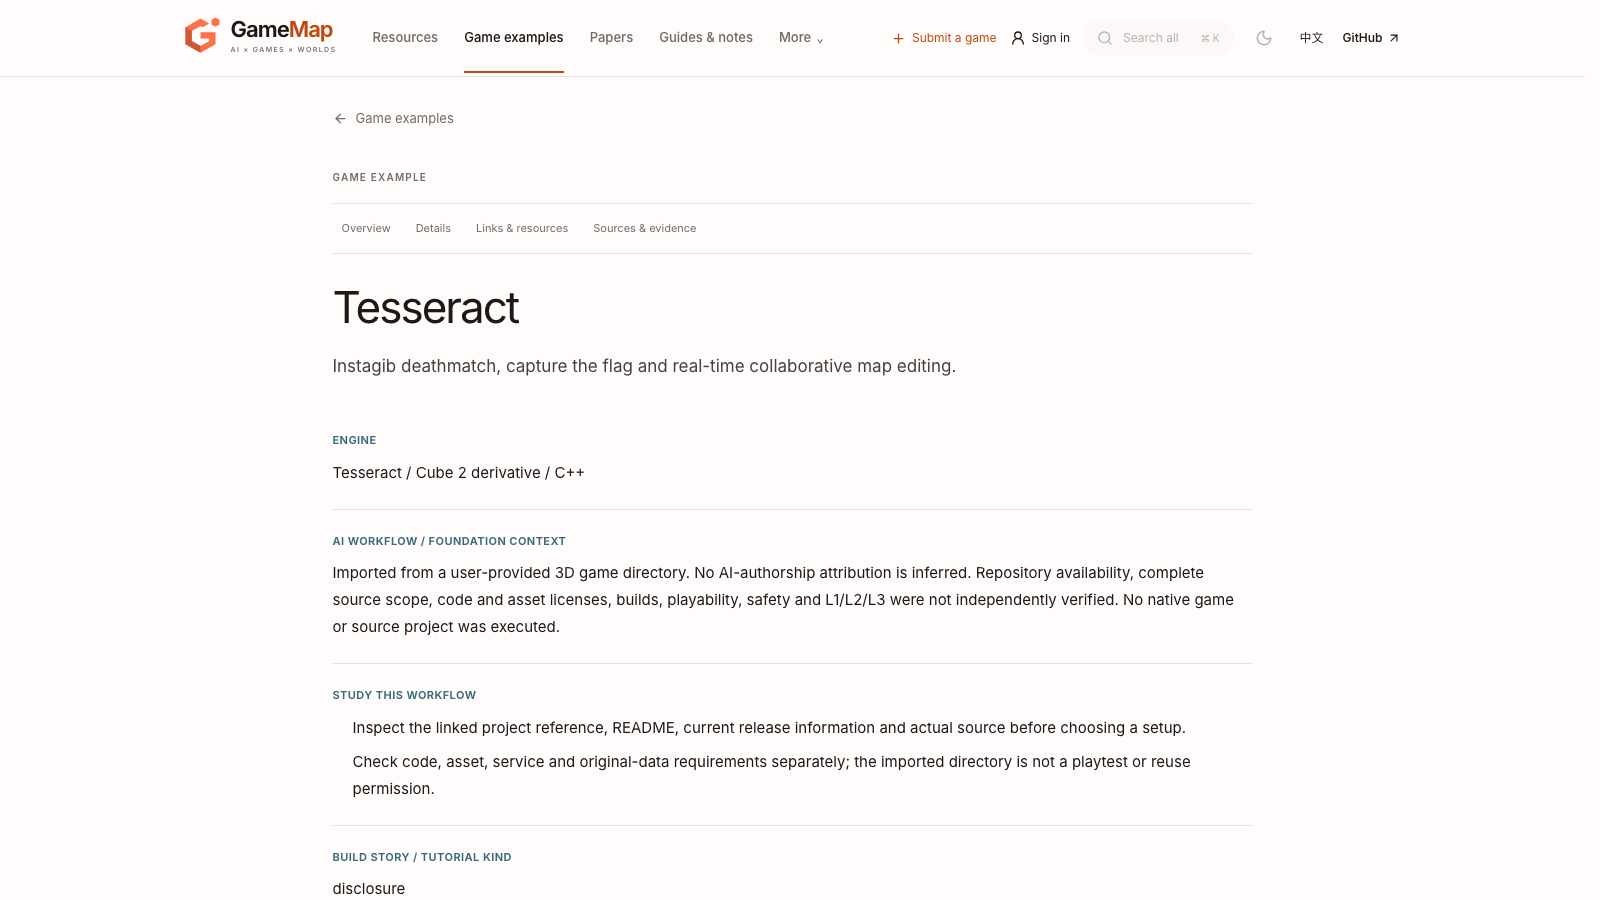 GameMap
AI × GAMES × WORLDS
Resources
Game examples
Papers
Guides & notes
More
Submit a game
Sign in
Search all
⌘ K
中文
GitHub
Game examples
GAME EXAMPLE
Overview
Details
Links & resources
Sources & evidence
Tesseract
Instagib deathmatch, capture the flag and real-time collaborative map editing.
ENGINE
Tesseract / Cube 2 derivative / C++
AI WORKFLOW / FOUNDATION CONTEXT
Imported from a user-provided 3D game directory. No AI-authorship attribution is inferred. Repository availability, complete
source scope, code and asset licenses, builds, playability, safety and L1/L2/L3 were not independently verified. No native game
or source project was executed.
STUDY THIS WORKFLOW
Inspect the linked project reference, README, current release information and actual source before choosing a setup.
Check code, asset, service and original-data requirements separately; the imported directory is not a playtest or reuse
permission.
BUILD STORY / TUTORIAL KIND
disclosure